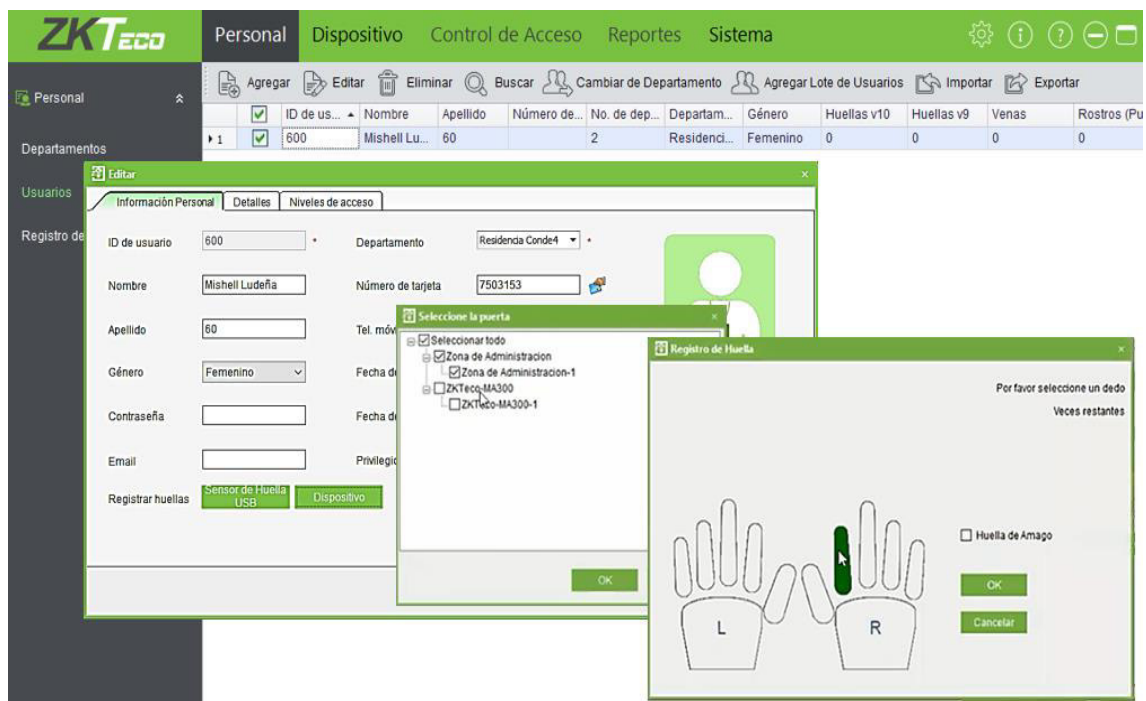 ZKTeco
Personal Dispositivo Control de Acceso Reportes Sistema
Personal
Agregar Editar Eliminar Buscar Cambiar de Departamento Agregar Lote de Usuarios Importar Exportar
ID de us... Nombre Apellido Número de... No. de dep... Departam... Género Huellas v10 Huellas v9 Venas Rostros (Pu
1 600 Mishell Lu... 60 2 Residenci... Femenino 0 0 0 0
Departamentos
Usuarios
Registro de
Editar
Información Personal Detalles Niveles de acceso
ID de usuario 600 * Departamento Residencia Conde4 *
Nombre Mishell Ludeña Número de tarjeta 7503153
Apellido 60 Tel. móv
Género Femenino Fecha d
Contraseña Fecha de
Email Privilegio
Registrar huellas Sensor de Huella USB Dispositivo
Seleccione la puerta
Seleccionar todo
Zona de Administracion
Zona de Administracion-1
ZKTeco-MA300
ZKTeco-MA300-1
OK
Registro de Huella
Por favor seleccione un dedo
Veces restantes
Huella de Amago
OK
Cancelar
L R